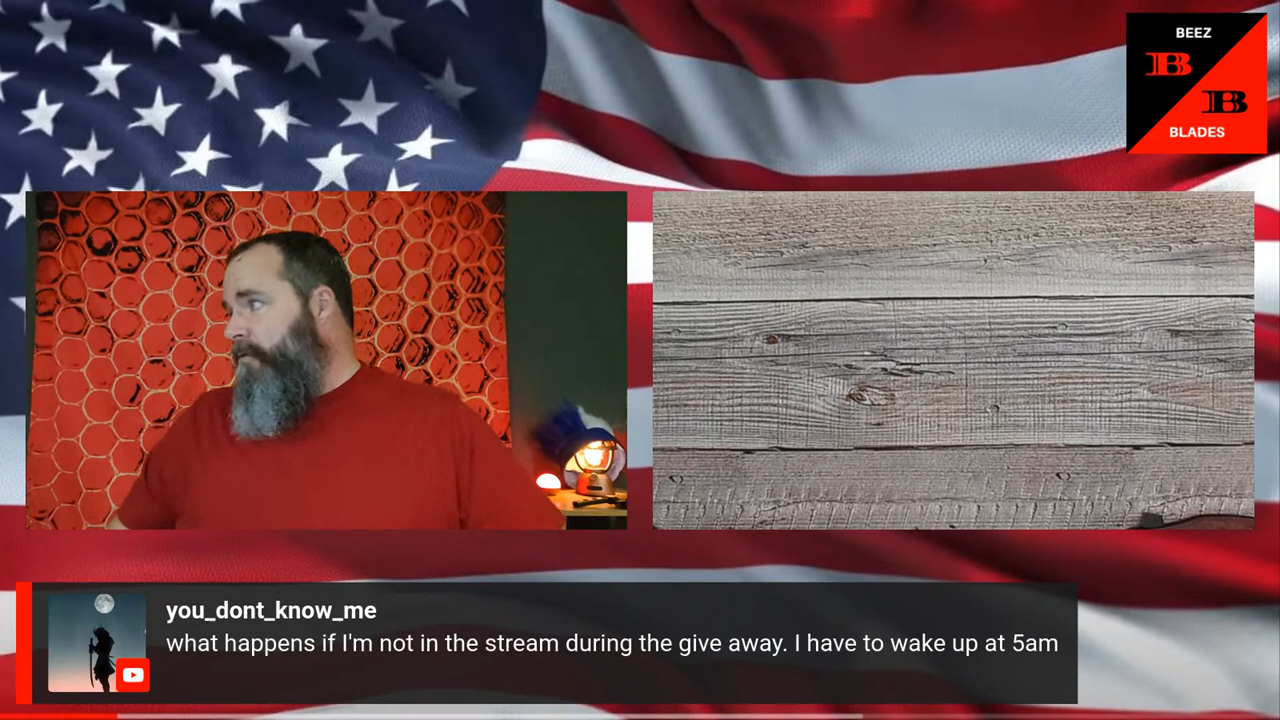 BEEZ
B
B
BLADES
you_dont_know_me
what happens if I'm not in the stream during the give away. I have to wake up at 5am